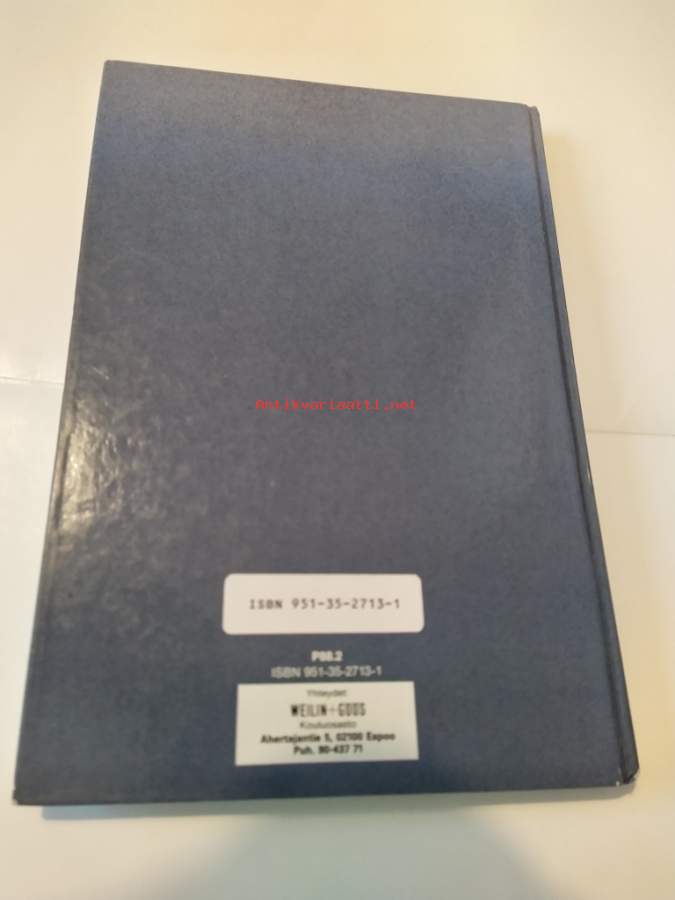 Antikvariaatti.net
ISBN 951-35-2713-1
P88.2
ISBN 951-35-2713-1
Yhteydet
WEILIN+GÖÖS
Kouluosasto
Ahertajantie 5, 02100 Espoo
Puh. 90-437 71